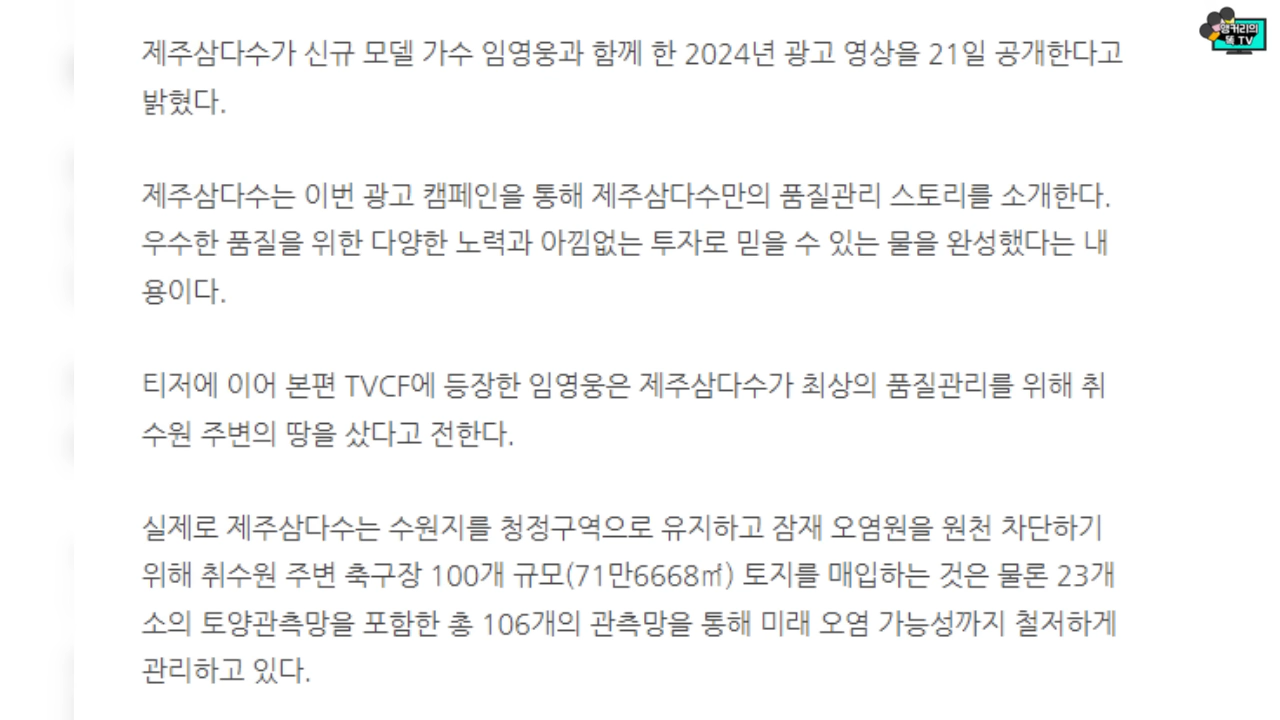 앵커리의
똑 TV
제주삼다수가 신규 모델 가수 임영웅과 함께 한 2024년 광고 영상을 21일 공개한다고
밝혔다.
제주삼다수는 이번 광고 캠페인을 통해 제주삼다수만의 품질관리 스토리를 소개한다.
우수한 품질을 위한 다양한 노력과 아낌없는 투자로 믿을 수 있는 물을 완성했다는 내
용이다.
티저에 이어 본편 TVCF에 등장한 임영웅은 제주삼다수가 최상의 품질관리를 위해 취
수원 주변의 땅을 샀다고 전한다.
실제로 제주삼다수는 수원지를 청정구역으로 유지하고 잠재 오염원을 원천 차단하기
위해 취수원 주변 축구장 100개 규모(71만6668㎡) 토지를 매입하는 것은 물론 23개
소의 토양관측망을 포함한 총 106개의 관측망을 통해 미래 오염 가능성까지 철저하게
관리하고 있다.